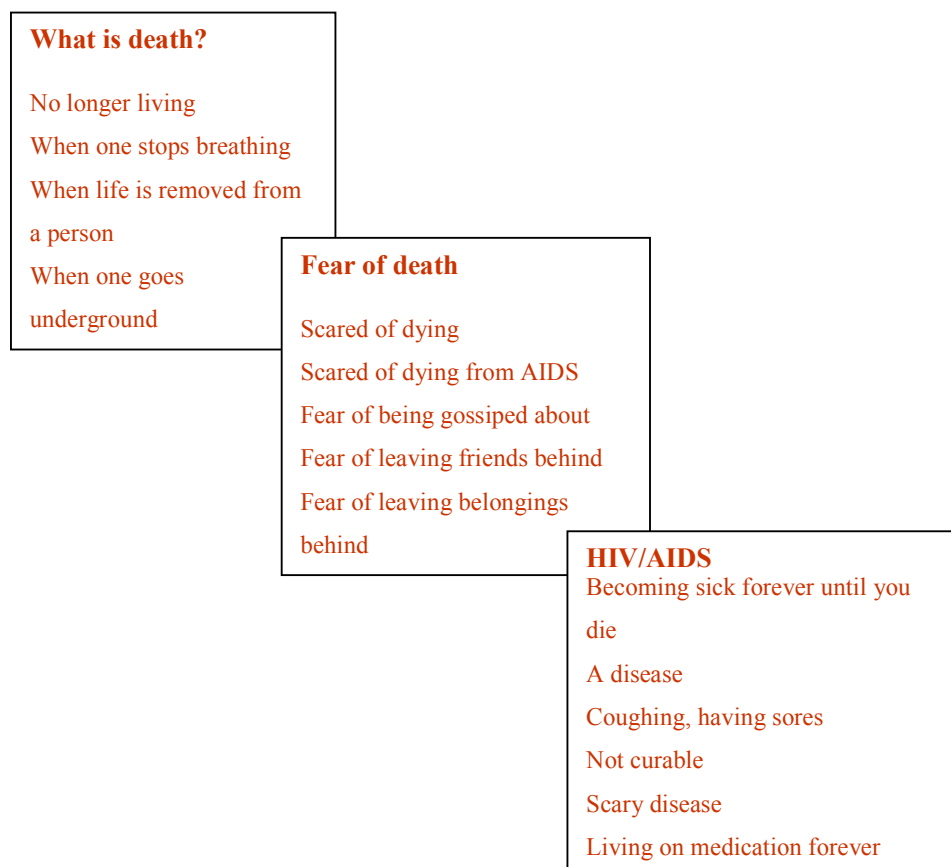 What is death?
No longer living
When one stops breathing
When life is removed from
a person
When one goes
underground
Fear of death
Scared of dying
Scared of dying from AIDS
Fear of being gossiped about
Fear of leaving friends behind
Fear of leaving belongings
behind
HIV/AIDS
Becoming sick forever until you
die
A disease
Coughing, having sores
Not curable
Scary disease
Living on medication forever